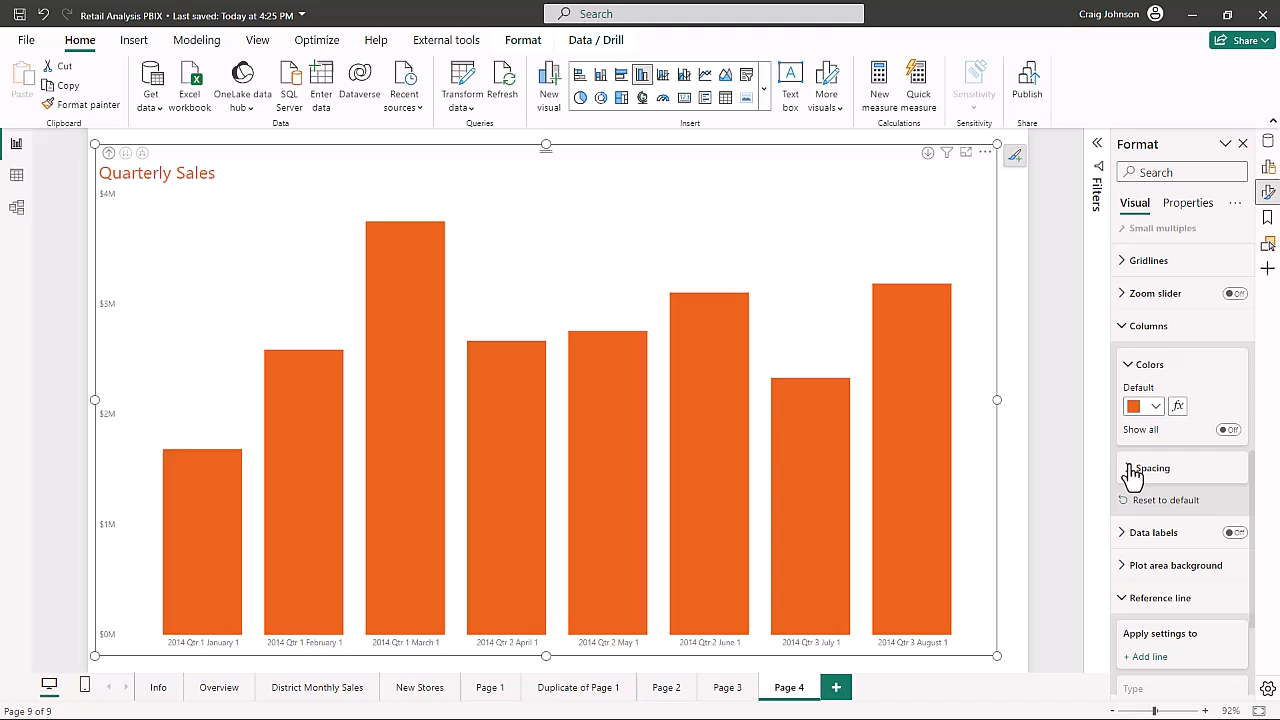 Retail Analysis PBIX • Last saved: Today at 4:25 PM
Search
Craig Johnson
File Home Insert Modeling View Optimize Help External tools Format Data / Drill
Share
Paste
Cut
Copy
Format painter
Clipboard
Get data
Excel workbook
OneLake data hub
SQL Server
Enter data
Dataverse
Recent sources
Data
Transform data
Refresh
Queries
New visual
Text box
More visuals
Insert
New measure
Quick measure
Calculations
Sensitivity
Sensitivity
Publish
Share
Quarterly Sales
$4M
$3M
$2M
$1M
$0M
2014 Qtr 1 January 1
2014 Qtr 1 February 1
2014 Qtr 1 March 1
2014 Qtr 2 April 1
2014 Qtr 2 May 1
2014 Qtr 2 June 1
2014 Qtr 3 July 1
2014 Qtr 3 August 1
Filters
Format
Search
Visual Properties
Small multiples
Gridlines
Zoom slider Off
Columns
Colors
Default
fx
Show all Off
Spacing
Reset to default
Data labels Off
Plot area background
Reference line
Apply settings to
+ Add line
Type
Info
Overview
District Monthly Sales
New Stores
Page 1
Duplicate of Page 1
Page 2
Page 3
Page 4
Page 9 of 9
92%